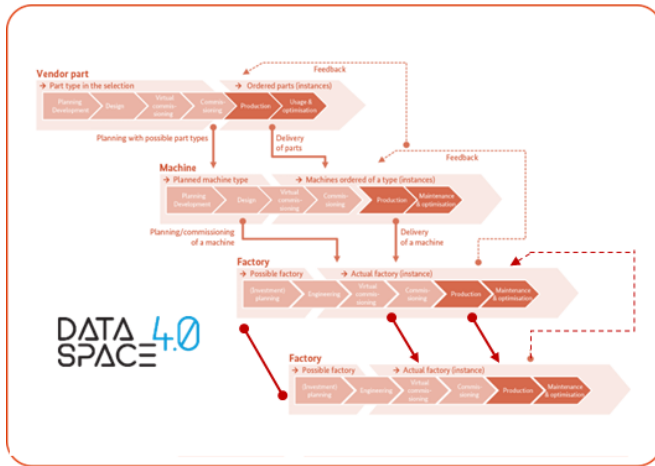 Feedback
Vendor part
→ Part type in the selection
→ Ordered parts (instances)
Planning
Development
Design
Virtual
commis-
sioning
Commis-
sioning
Production
Usage &
optimisation
Planning with possible part types
Delivery
of parts
Feedback
Machine
→ Planned machine type
→ Machines ordered of a type (instances)
Planning
Development
Design
Virtual
commis-
sioning
Commis-
sioning
Production
Maintenance
& optimisation
Planning/commissioning
of a machine
Delivery
of a machine
Factory
→ Possible factory
→ Actual factory (instance)
(Investment)
planning
Engineering
Virtual
commis-
sioning
Commis-
sioning
Production
Maintenance
& optimisation
DATA
SPACE
4.0
Factory
→ Possible factory
→ Actual factory (instance)
(Investment)
planning
Engineering
Virtual
commis-
sioning
Commis-
sioning
Production
Maintenance
& optimisation